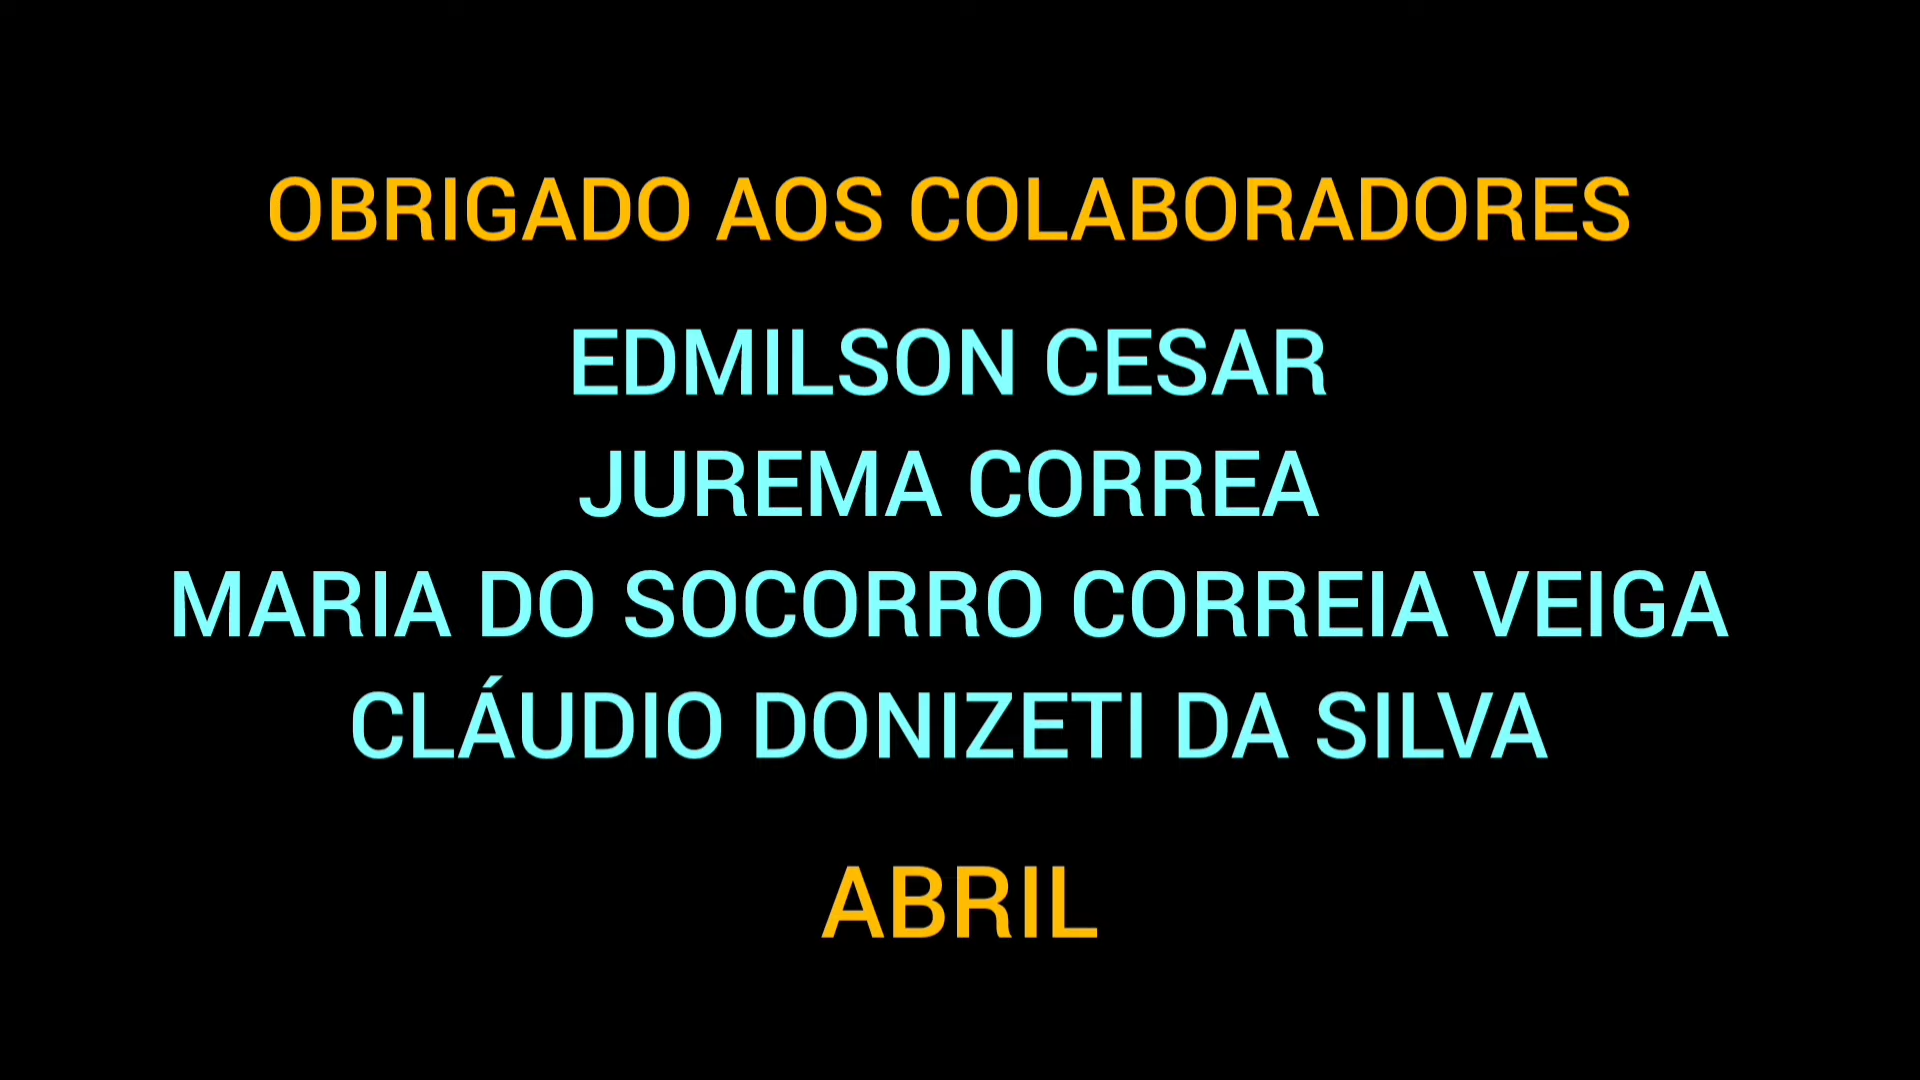 OBRIGADO AOS COLABORADORES
EDMILSON CESAR
JUREMA CORREA
MARIA DO SOCORRO CORREIA VEIGA
CLÁUDIO DONIZETI DA SILVA
ABRIL